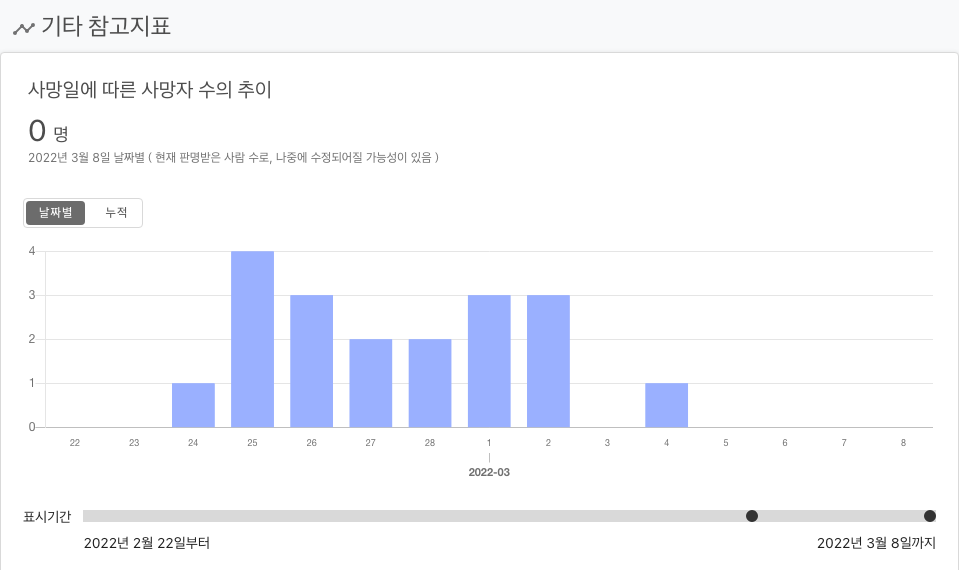 기타 참고지표
사망일에 따른 사망자 수의 추이
0 명
2022년 3월 8일 날짜별 ( 현재 판명받은 사람 수로, 나중에 수정되어질 가능성이 있음 )
날짜별 누적
4
3
2
1
0
22 23 24 25 26 27 28 1 2 3 4 5 6 7 8
2022-03
표시기간
2022년 2월 22일부터 2022년 3월 8일까지